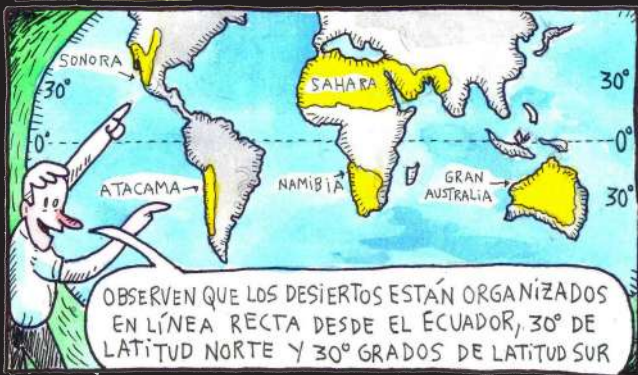 SONORA
30°
SAHARA
30°
0°
0°
ATACAMA
NAMIBIA
GRAN
AUSTRALIA
30°
OBSERVEN QUE LOS DESIERTOS ESTÁN ORGANIZADOS
EN LÍNEA RECTA DESDE EL ECUADOR, 30° DE
LATITUD NORTE Y 30° GRADOS DE LATITUD SUR